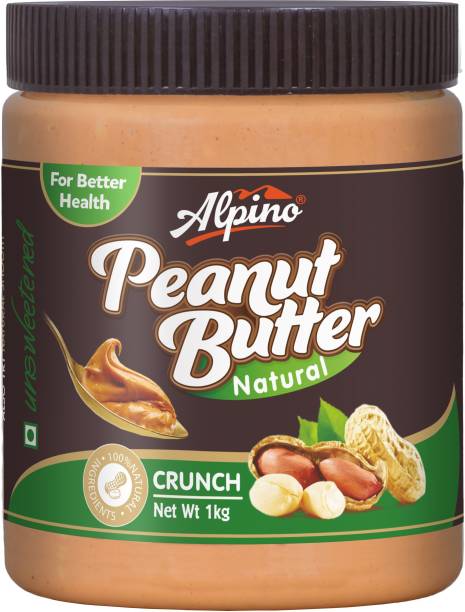 For Better
Health
Alpino®
Peanut
Butter
Natural
unsweetened
100% NATURAL
INGREDIENTS
CRUNCH
Net Wt 1kg